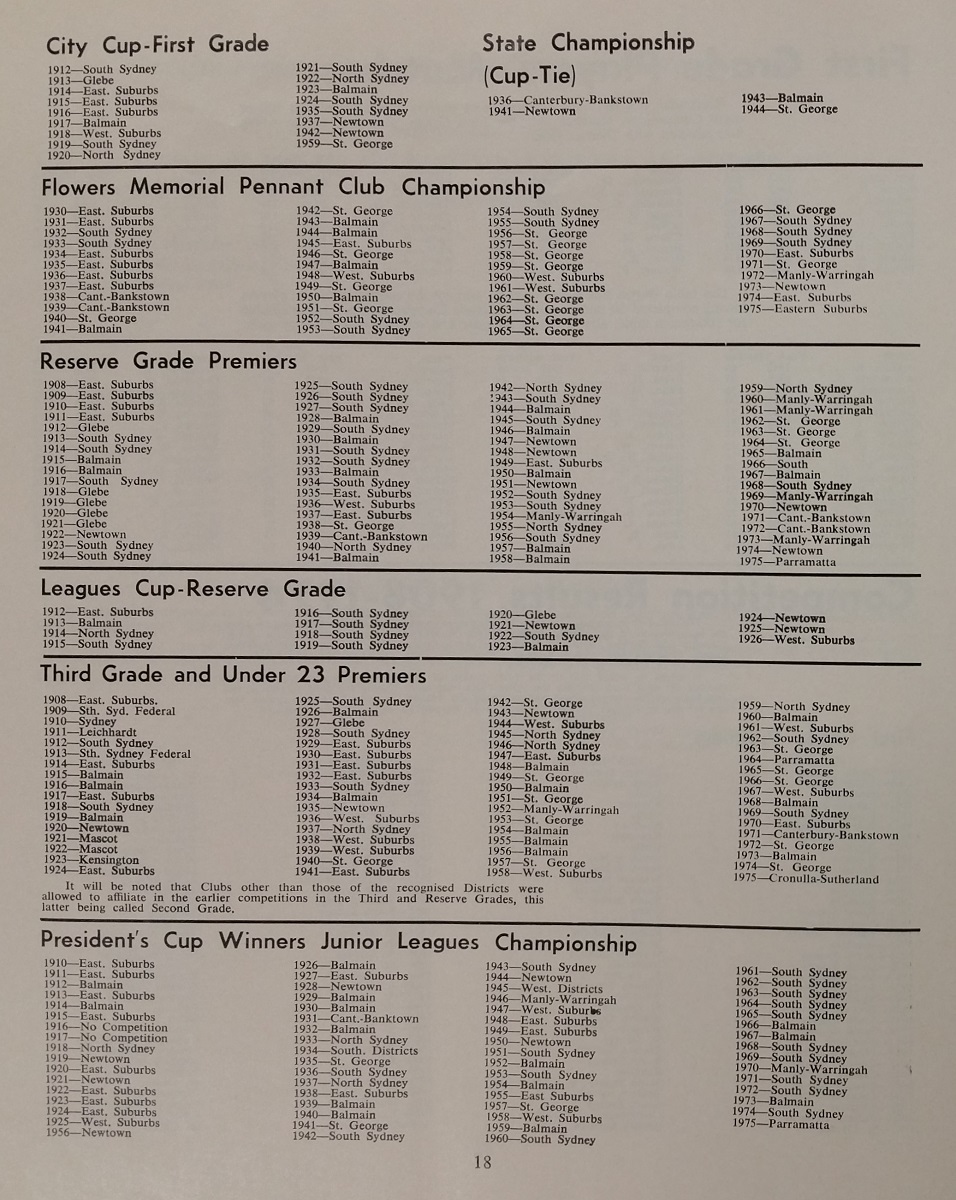 City Cup-First Grade
1912—South Sydney
1913—Glebe
1914—East. Suburbs
1915—East. Suburbs
1916—East. Suburbs
1917—Balmain
1918—West. Suburbs
1919—South Sydney
1920—North Sydney
1921—South Sydney
1922—North Sydney
1923—Balmain
1924—South Sydney
1935—South Sydney
1937—Newtown
1942—Newtown
1959—St. George
State Championship
(Cup-Tie)
1936—Canterbury-Bankstown
1941—Newtown
1943—Balmain
1944—St. George
Flowers Memorial Pennant Club Championship
1930—East. Suburbs
1931—East. Suburbs
1932—South Sydney
1933—South Sydney
1934—East. Suburbs
1935—East. Suburbs
1936—East. Suburbs
1937—East. Suburbs
1938—Cant.-Bankstown
1939—Cant.-Bankstown
1940—St. George
1941—Balmain
1942—St. George
1943—Balmain
1944—Balmain
1945—East. Suburbs
1946—St. George
1947—Balmain
1948—West. Suburbs
1949—St. George
1950—Balmain
1951—St. George
1952—South Sydney
1953—South Sydney
1954—South Sydney
1955—South Sydney
1956—St. George
1957—St. George
1958—St. George
1959—St. George
1960—West. Suburbs
1961—West. Suburbs
1962—St. George
1963—St. George
1964—St. George
1965—St. George
1966—St. George
1967—South Sydney
1968—South Sydney
1969—South Sydney
1970—East. Suburbs
1971—St. George
1972—Manly-Warringah
1973—Newtown
1974—East. Suburbs
1975—Eastern Suburbs
Reserve Grade Premiers
1908—East. Suburbs
1909—East. Suburbs
1910—East. Suburbs
1911—East. Suburbs
1912—Glebe
1913—South Sydney
1914—South Sydney
1915—Balmain
1916—Balmain
1917—South Sydney
1918—Glebe
1919—Glebe
1920—Glebe
1921—Glebe
1922—Newtown
1923—South Sydney
1924—South Sydney
1925—South Sydney
1926—South Sydney
1927—South Sydney
1928—Balmain
1929—South Sydney
1930—Balmain
1931—South Sydney
1932—South Sydney
1933—Balmain
1934—South Sydney
1935—East. Suburbs
1936—West. Suburbs
1937—East. Suburbs
1938—St. George
1939—Cant.-Bankstown
1940—North Sydney
1941—Balmain
1942—North Sydney
1943—South Sydney
1944—Balmain
1945—South Sydney
1946—Balmain
1947—Newtown
1948—Newtown
1949—East. Suburbs
1950—Balmain
1951—Newtown
1952—South Sydney
1953—South Sydney
1954—Manly-Warringah
1955—North Sydney
1956—South Sydney
1957—Balmain
1958—Balmain
1959—North Sydney
1960—Manly-Warringah
1961—Manly-Warringah
1962—St. George
1963—St. George
1964—St. George
1965—Balmain
1966—South
1967—Balmain
1968—South Sydney
1969—Manly-Warringah
1970—Newtown
1971—Cant.-Bankstown
1972—Cant.-Bankstown
1973—Manly-Warringah
1974—Newtown
1975—Parramatta
Leagues Cup-Reserve Grade
1912—East. Suburbs
1913—Balmain
1914—North Sydney
1915—South Sydney
1916—South Sydney
1917—South Sydney
1918—South Sydney
1919—South Sydney
1920—Glebe
1921—Newtown
1922—South Sydney
1923—Balmain
1924—Newtown
1925—Newtown
1926—West. Suburbs
Third Grade and Under 23 Premiers
1908—East. Suburbs.
1909—Sth. Syd. Federal
1910—Sydney
1911—Leichhardt
1912—South Sydney
1913—Sth. Sydney Federal
1914—East. Suburbs
1915—Balmain
1916—Balmain
1917—East. Suburbs
1918—South Sydney
1919—Balmain
1920—Newtown
1921—Mascot
1922—Mascot
1923—Kensington
1924—East. Suburbs
1925—South Sydney
1926—Balmain
1927—Glebe
1928—South Sydney
1929—East. Suburbs
1930—East. Suburbs
1931—East. Suburbs
1932—East. Suburbs
1933—South Sydney
1934—Balmain
1935—Newtown
1936—West. Suburbs
1937—North Sydney
1938—West. Suburbs
1939—West. Suburbs
1940—St. George
1941—East. Suburbs
1942—St. George
1943—Newtown
1944—West. Suburbs
1945—North Sydney
1946—North Sydney
1947—East. Suburbs
1948—Balmain
1949—St. George
1950—Balmain
1951—St. George
1952—Manly-Warringah
1953—St. George
1954—Balmain
1955—Balmain
1956—Balmain
1957—St. George
1958—West. Suburbs
1959—North Sydney
1960—Balmain
1961—West. Suburbs
1962—South Sydney
1963—St. George
1964—Parramatta
1965—St. George
1966—St. George
1967—West. Suburbs
1968—Balmain
1969—South Sydney
1970—East. Suburbs
1971—Canterbury-Bankstown
1972—St. George
1973—Balmain
1974—St. George
1975—Cronulla-Sutherland
It will be noted that Clubs other than those of the recognised Districts were
allowed to affiliate in the earlier competitions in the Third and Reserve Grades, this
latter being called Second Grade.
President's Cup Winners Junior Leagues Championship
1910—East. Suburbs
1911—East. Suburbs
1912—Balmain
1913—East. Suburbs
1914—Balmain
1915—East. Suburbs
1916—No Competition
1917—No Competition
1918—North Sydney
1919—Newtown
1920—East. Suburbs
1921—Newtown
1922—East. Suburbs
1923—East. Suburbs
1924—East. Suburbs
1925—West. Suburbs
1956—Newtown
1926—Balmain
1927—East. Suburbs
1928—Newtown
1929—Balmain
1930—Balmain
1931—Cant.-Banktown
1932—Balmain
1933—North Sydney
1934—South. Districts
1935—St. George
1936—South Sydney
1937—North Sydney
1938—East. Suburbs
1939—Balmain
1940—Balmain
1941—St. George
1942—South Sydney
1943—South Sydney
1944—Newtown
1945—West. Districts
1946—Manly-Warringah
1947—West. Suburbs
1948—East. Suburbs
1949—East. Suburbs
1950—Newtown
1951—South Sydney
1952—Balmain
1953—South Sydney
1954—Balmain
1955—East Suburbs
1957—St. George
1958—West. Suburbs
1959—Balmain
1960—South Sydney
1961—South Sydney
1962—South Sydney
1963—South Sydney
1964—South Sydney
1965—South Sydney
1966—Balmain
1967—Balmain
1968—South Sydney
1969—South Sydney
1970—Manly-Warringah
1971—South Sydney
1972—South Sydney
1973—Balmain
1974—South Sydney
1975—Parramatta
18